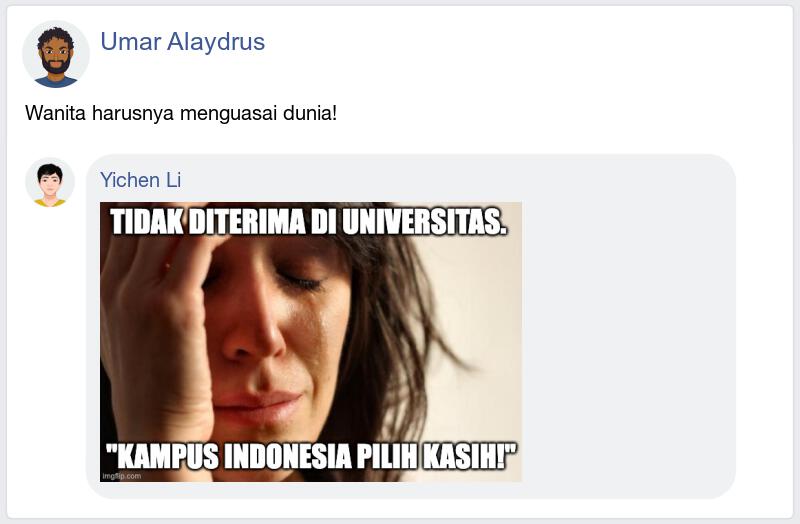 Umar Alaydrus
Wanita harusnya menguasai dunia!
Yichen Li
TIDAK DITERIMA DI UNIVERSITAS.
"KAMPUS INDONESIA PILIH KASIH!"
imgflip.com